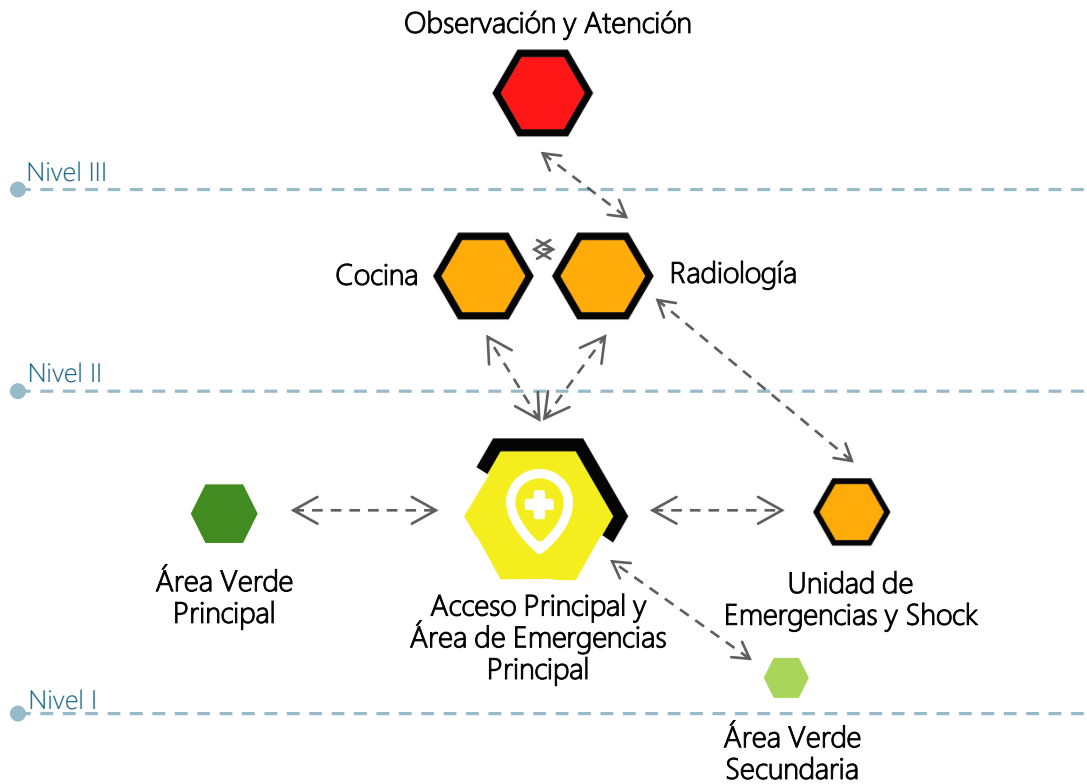 Observación y Atención
Nivel III
Cocina
Radiología
Nivel II
Área Verde
Principal
Acceso Principal y
Área de Emergencias
Principal
Unidad de
Emergencias y Shock
Nivel I
Área Verde
Secundaria